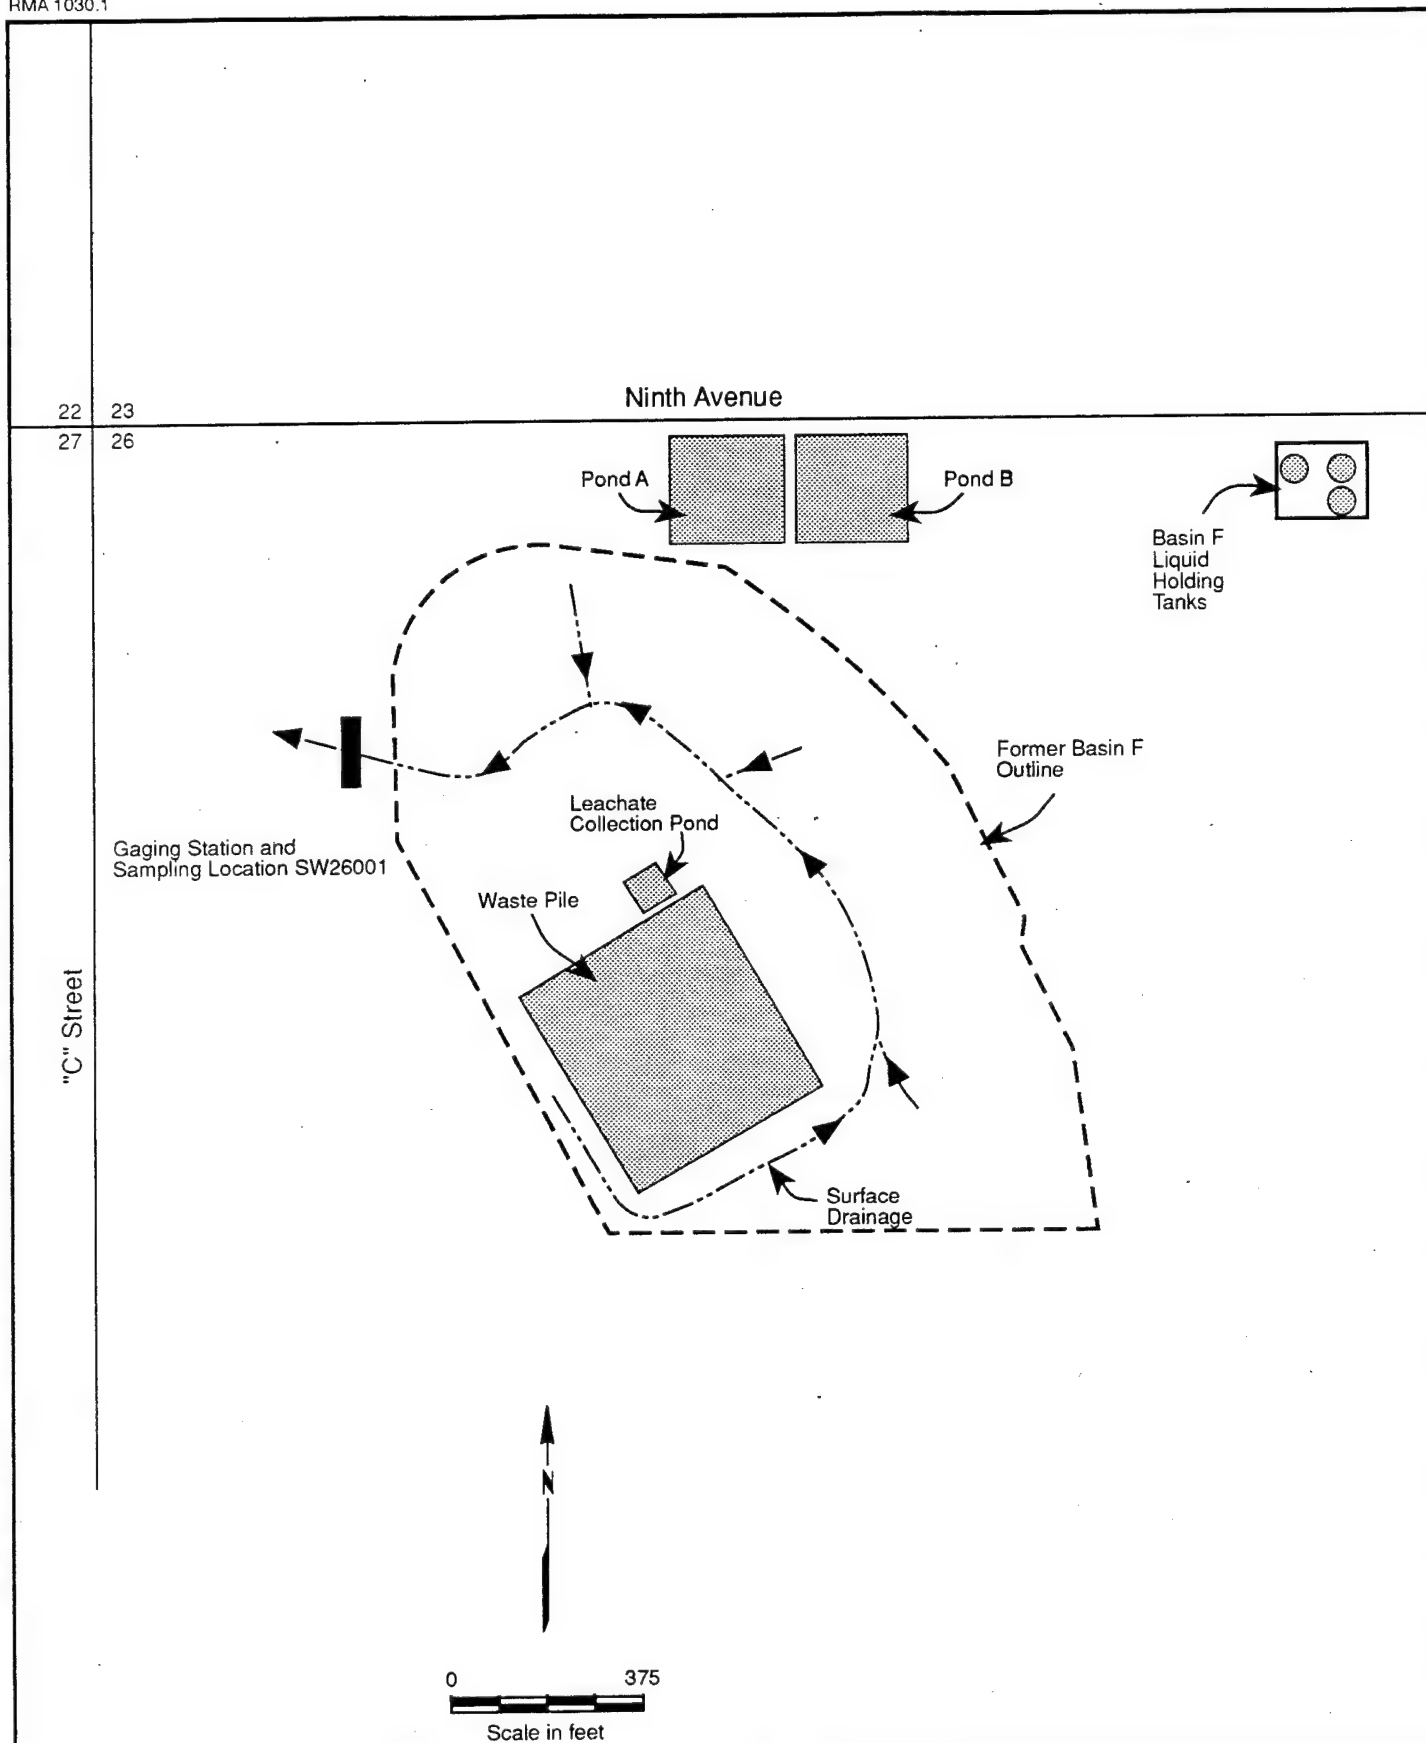 RMA 1030.1
Ninth Avenue
22
23
27
26
Pond A
Pond B
Basin F
Liquid
Holding
Tanks
Former Basin F
Outline
Leachate
Collection Pond
Gaging Station and
Sampling Location SW26001
Waste Pile
"C" Street
Surface
Drainage
N
0
375
Scale in feet